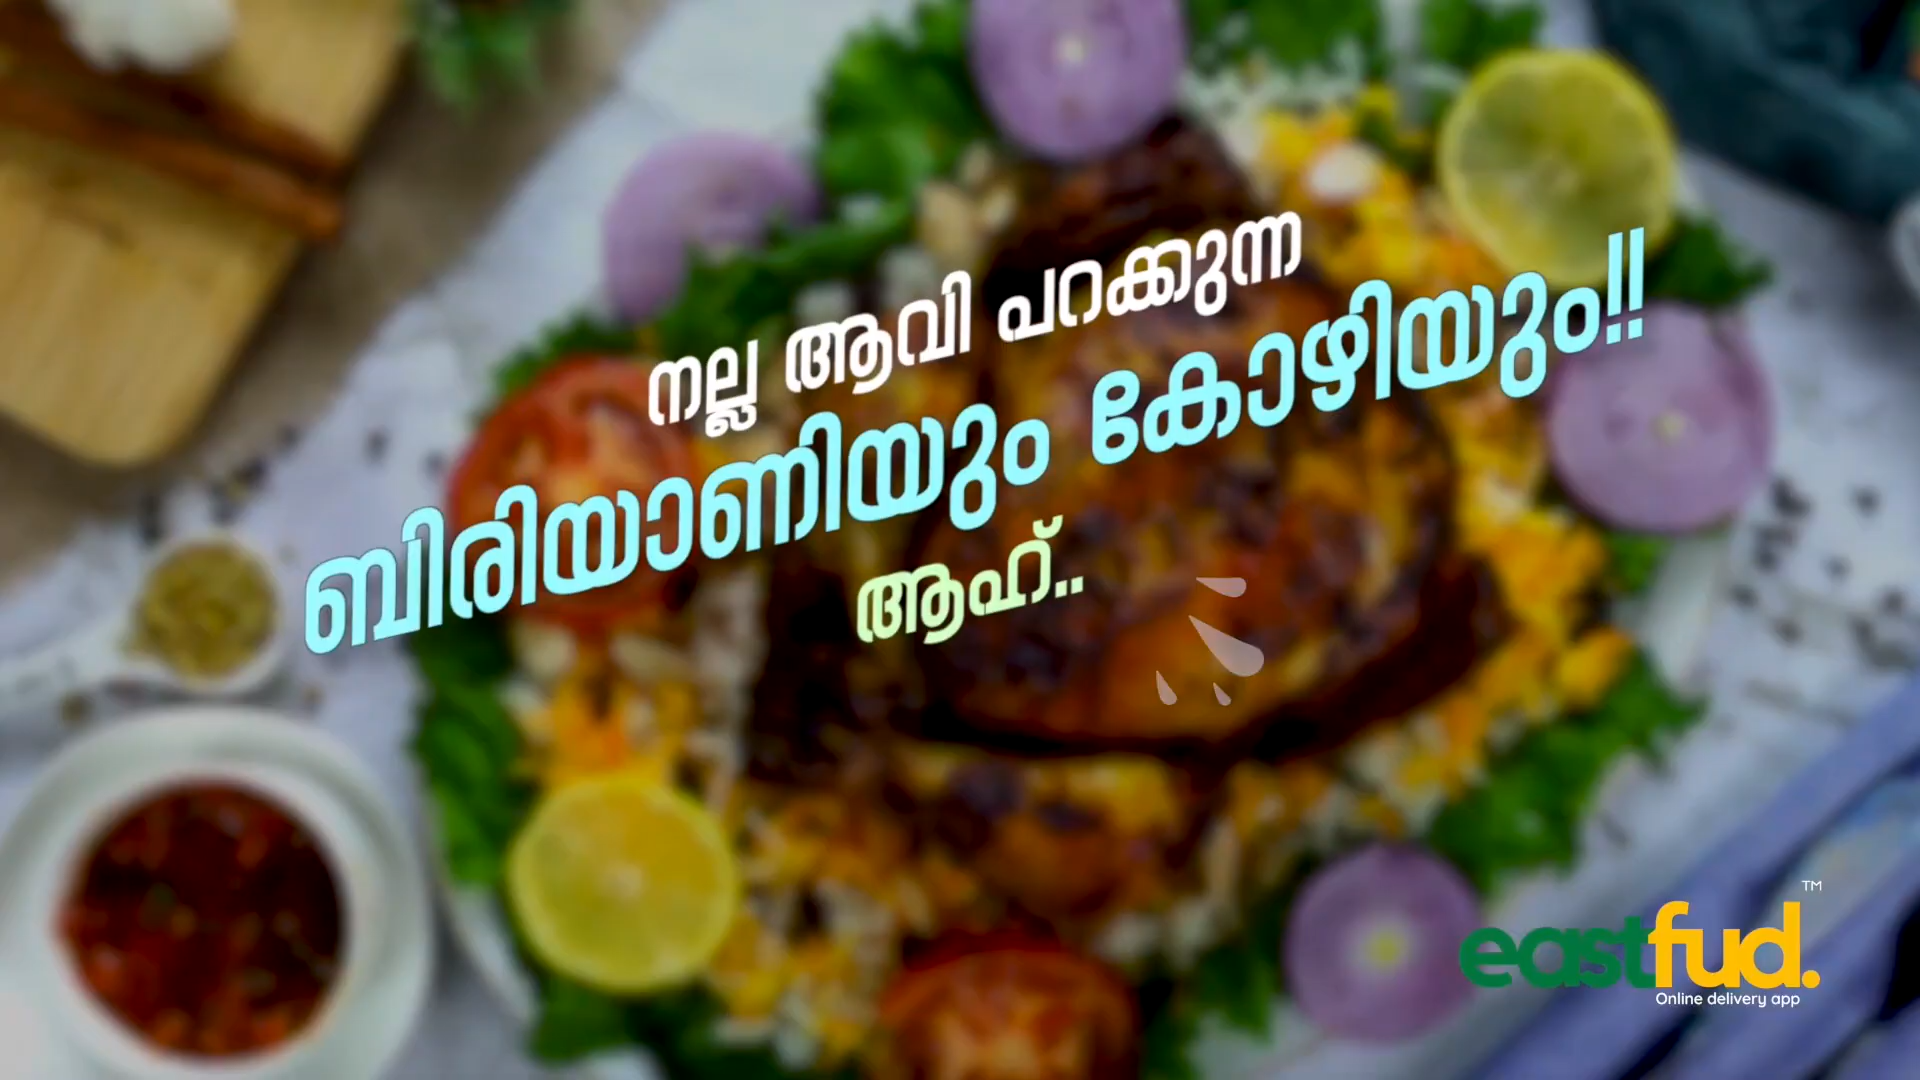 നല്ല ആവി പറക്കുന്ന
ബിരിയാണിയും കോഴിയും!!
ആഹ്..
eastfud.™
Online delivery app